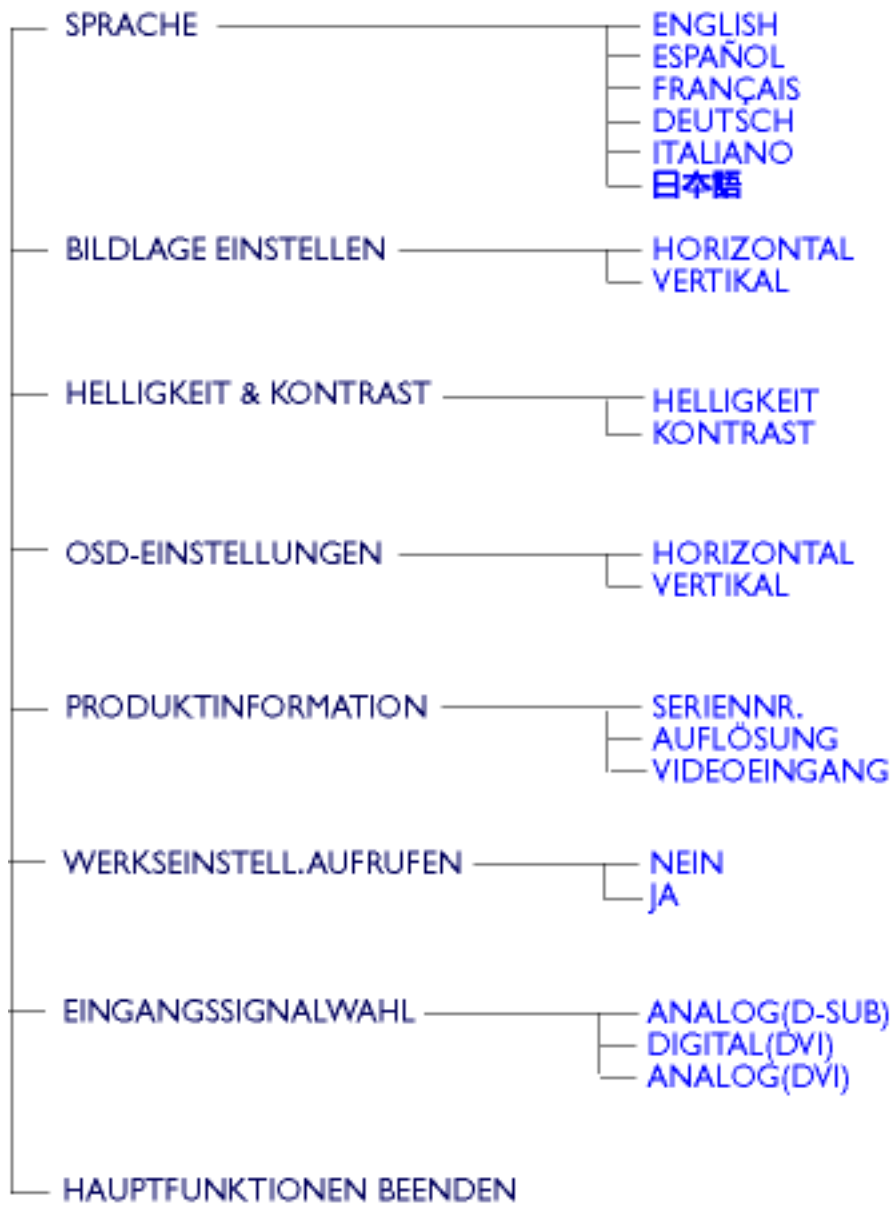 SPRACHE
ENGLISH
ESPAÑOL
FRANÇAIS
DEUTSCH
ITALIANO
日本語
BILDLAGE EINSTELLEN
HORIZONTAL
VERTIKAL
HELLIGKEIT & KONTRAST
HELLIGKEIT
KONTRAST
OSD-EINSTELLUNGEN
HORIZONTAL
VERTIKAL
PRODUKTINFORMATION
SERIENNR.
AUFLÖSUNG
VIDEOEINGANG
WERKSEINSTELL.AUFRUFEN
NEIN
JA
EINGANGSSIGNALWAHL
ANALOG(D-SUB)
DIGITAL(DVI)
ANALOG(DVI)
HAUPTFUNKTIONEN BEENDEN